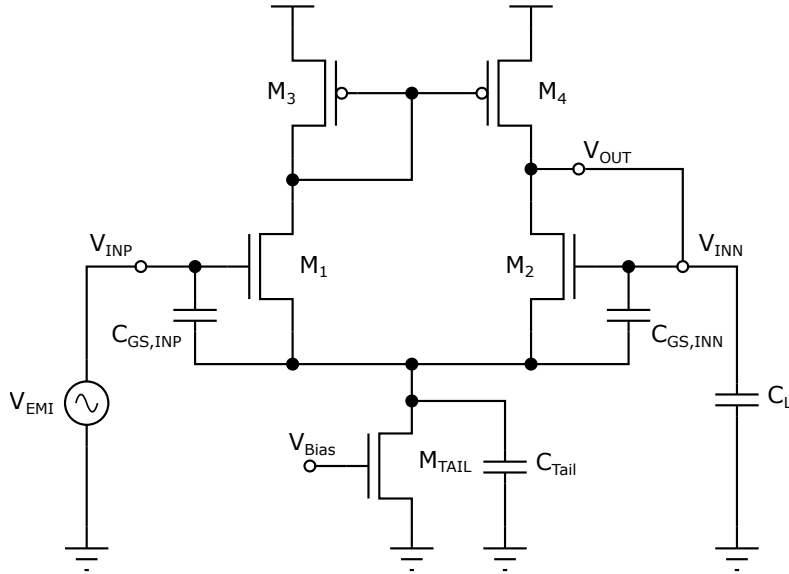 M3
M4
VOUT
VINP
M1
M2
VINN
CGS,INP
CGS,INN
VEMI
CL
VBias
MTAIL
CTail